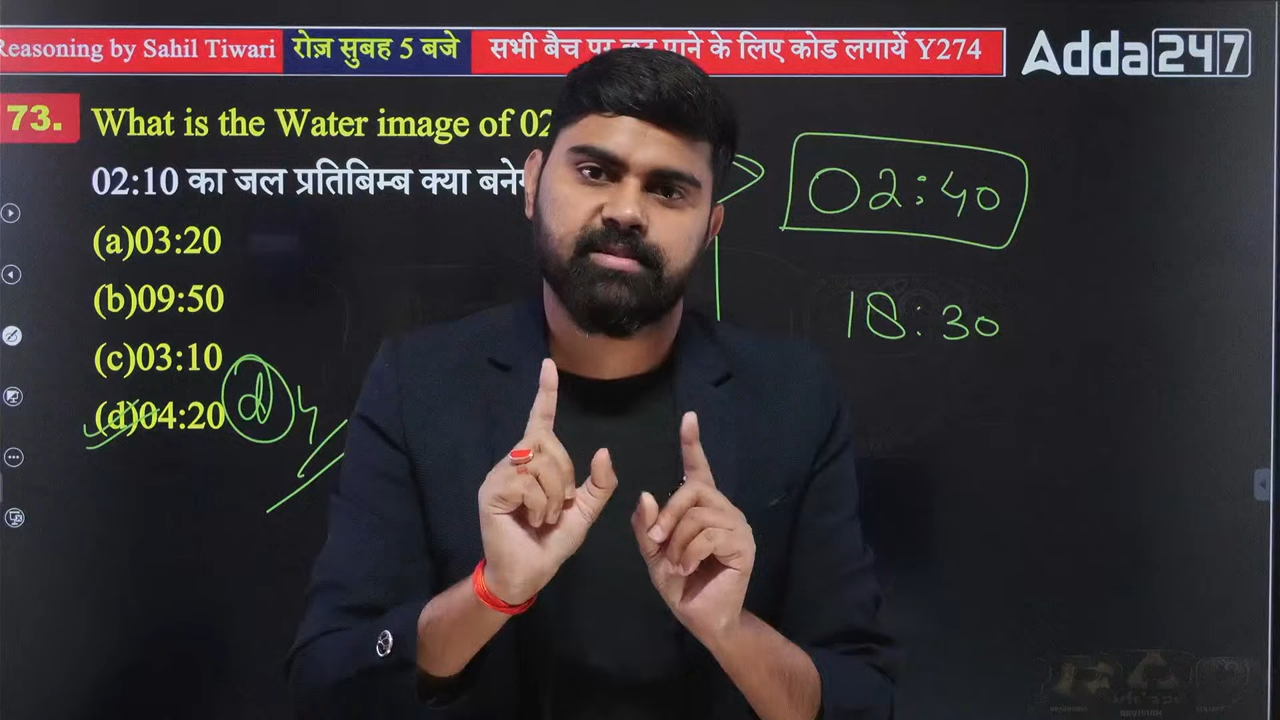 Reasoning by Sahil Tiwari रोज़ सुबह 5 बजे सभी बैच पर पाने के लिए कोड लगायें Y274 Adda247
73. What is the Water image of
02:10 का जल प्रतिबिम्ब क्या
02:40
(a)03:20
(b)09:50
18:30
(c)03:10
(d)04:20 d